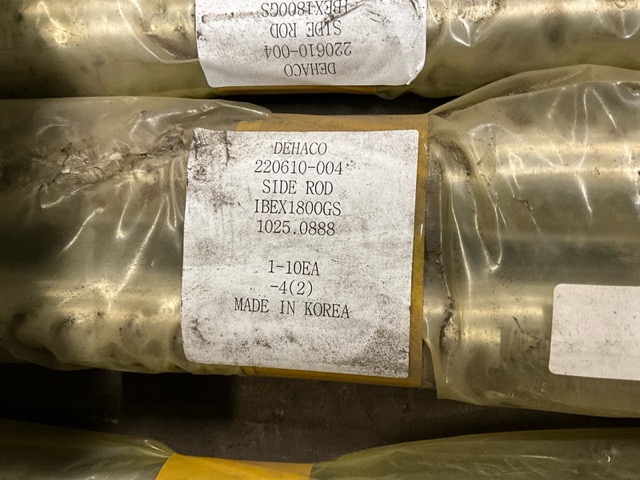 IBEX1800GS
SIDE ROD
220610-004
DEHACO
DEHACO
220610-004
SIDE ROD
IBEX1800GS
1025.0888
1-10EA
-4(2)
MADE IN KOREA